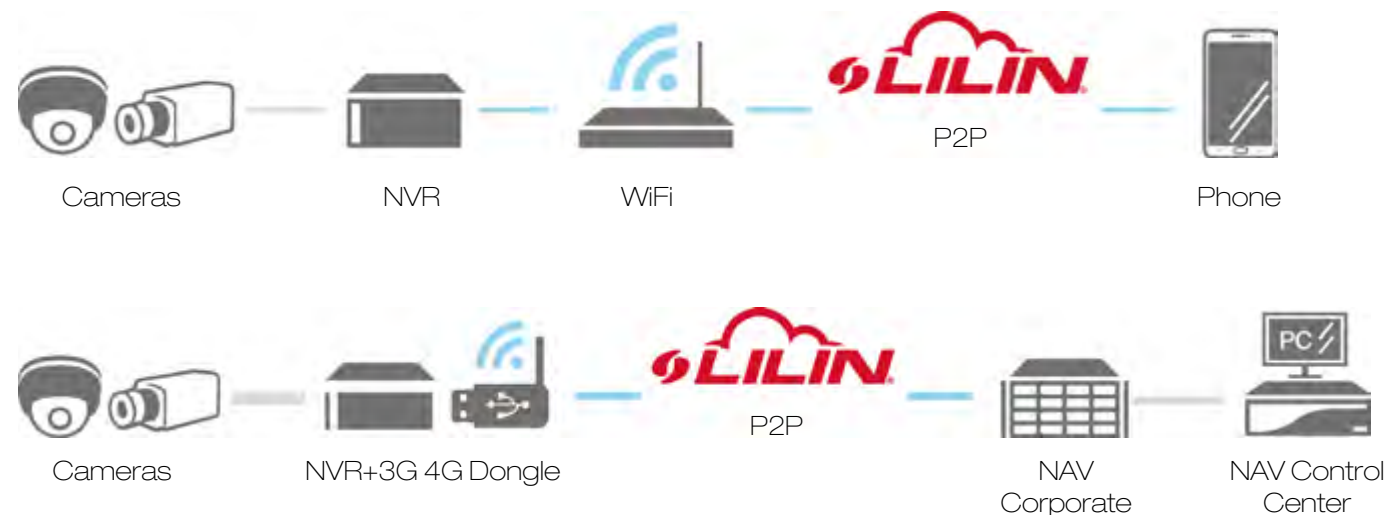 LILIN
P2P
Cameras
NVR
WiFi
Phone
LILIN
PC
P2P
Cameras
NVR+3G 4G Dongle
NAV
Corporate
NAV Control
Center